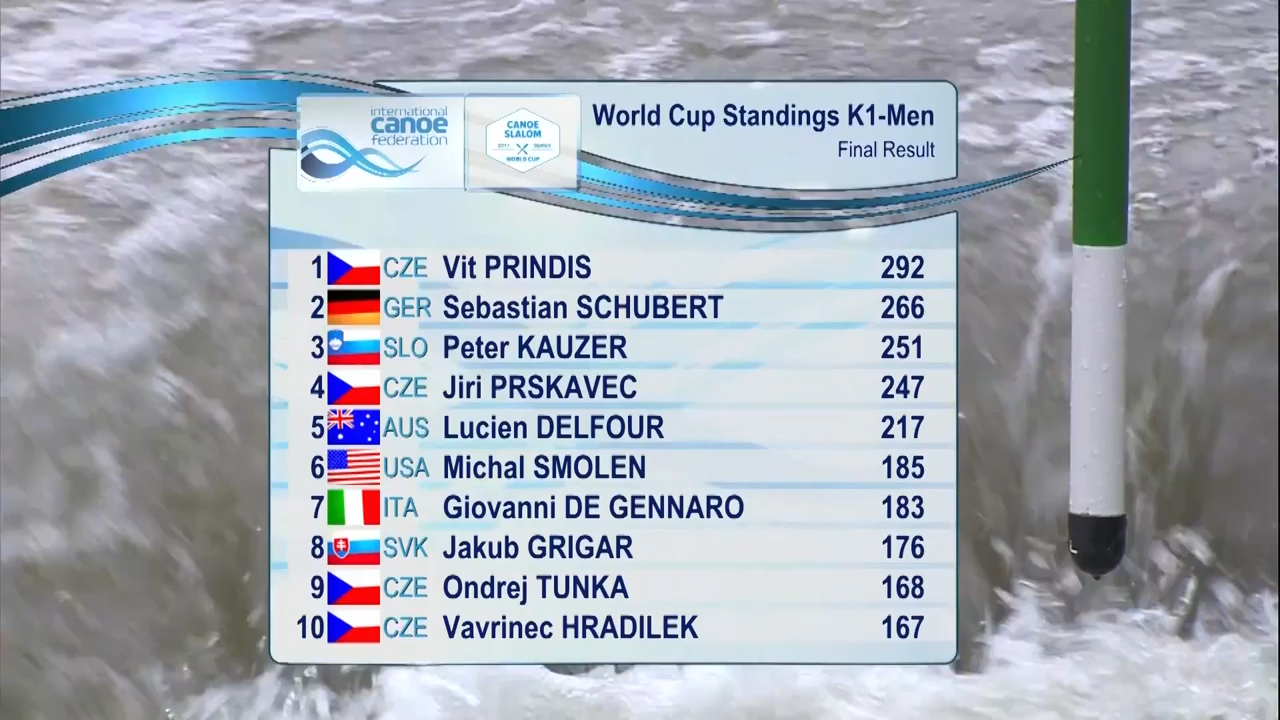 international
canoe
federation
CANOE
SLALOM
2017 SERIES
WORLD CUP
World Cup Standings K1-Men
Final Result
1 CZE Vit PRINDIS 292
2 GER Sebastian SCHUBERT 266
3 SLO Peter KAUZER 251
4 CZE Jiri PRSKAVEC 247
5 AUS Lucien DELFOUR 217
6 USA Michal SMOLEN 185
7 ITA Giovanni DE GENNARO 183
8 SVK Jakub GRIGAR 176
9 CZE Ondrej TUNKA 168
10 CZE Vavrinec HRADILEK 167